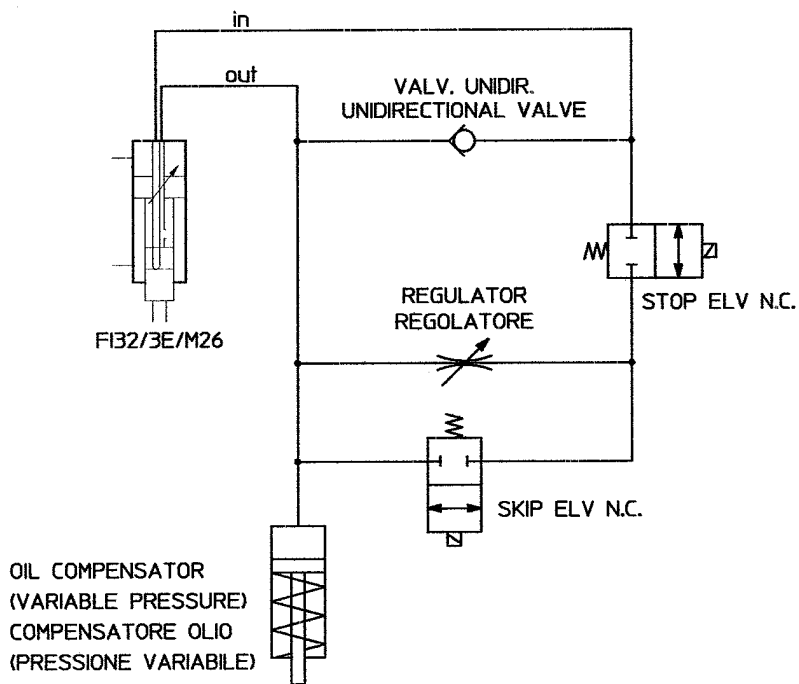 in
out
VALV. UNIDIR.
UNIDIRECTIONAL VALVE
STOP ELV N.C.
REGULATOR
REGOLATORE
FI32/3E/M26
SKIP ELV N.C.
OIL COMPENSATOR
(VARIABLE PRESSURE)
COMPENSATORE OLIO
(PRESSIONE VARIABILE)